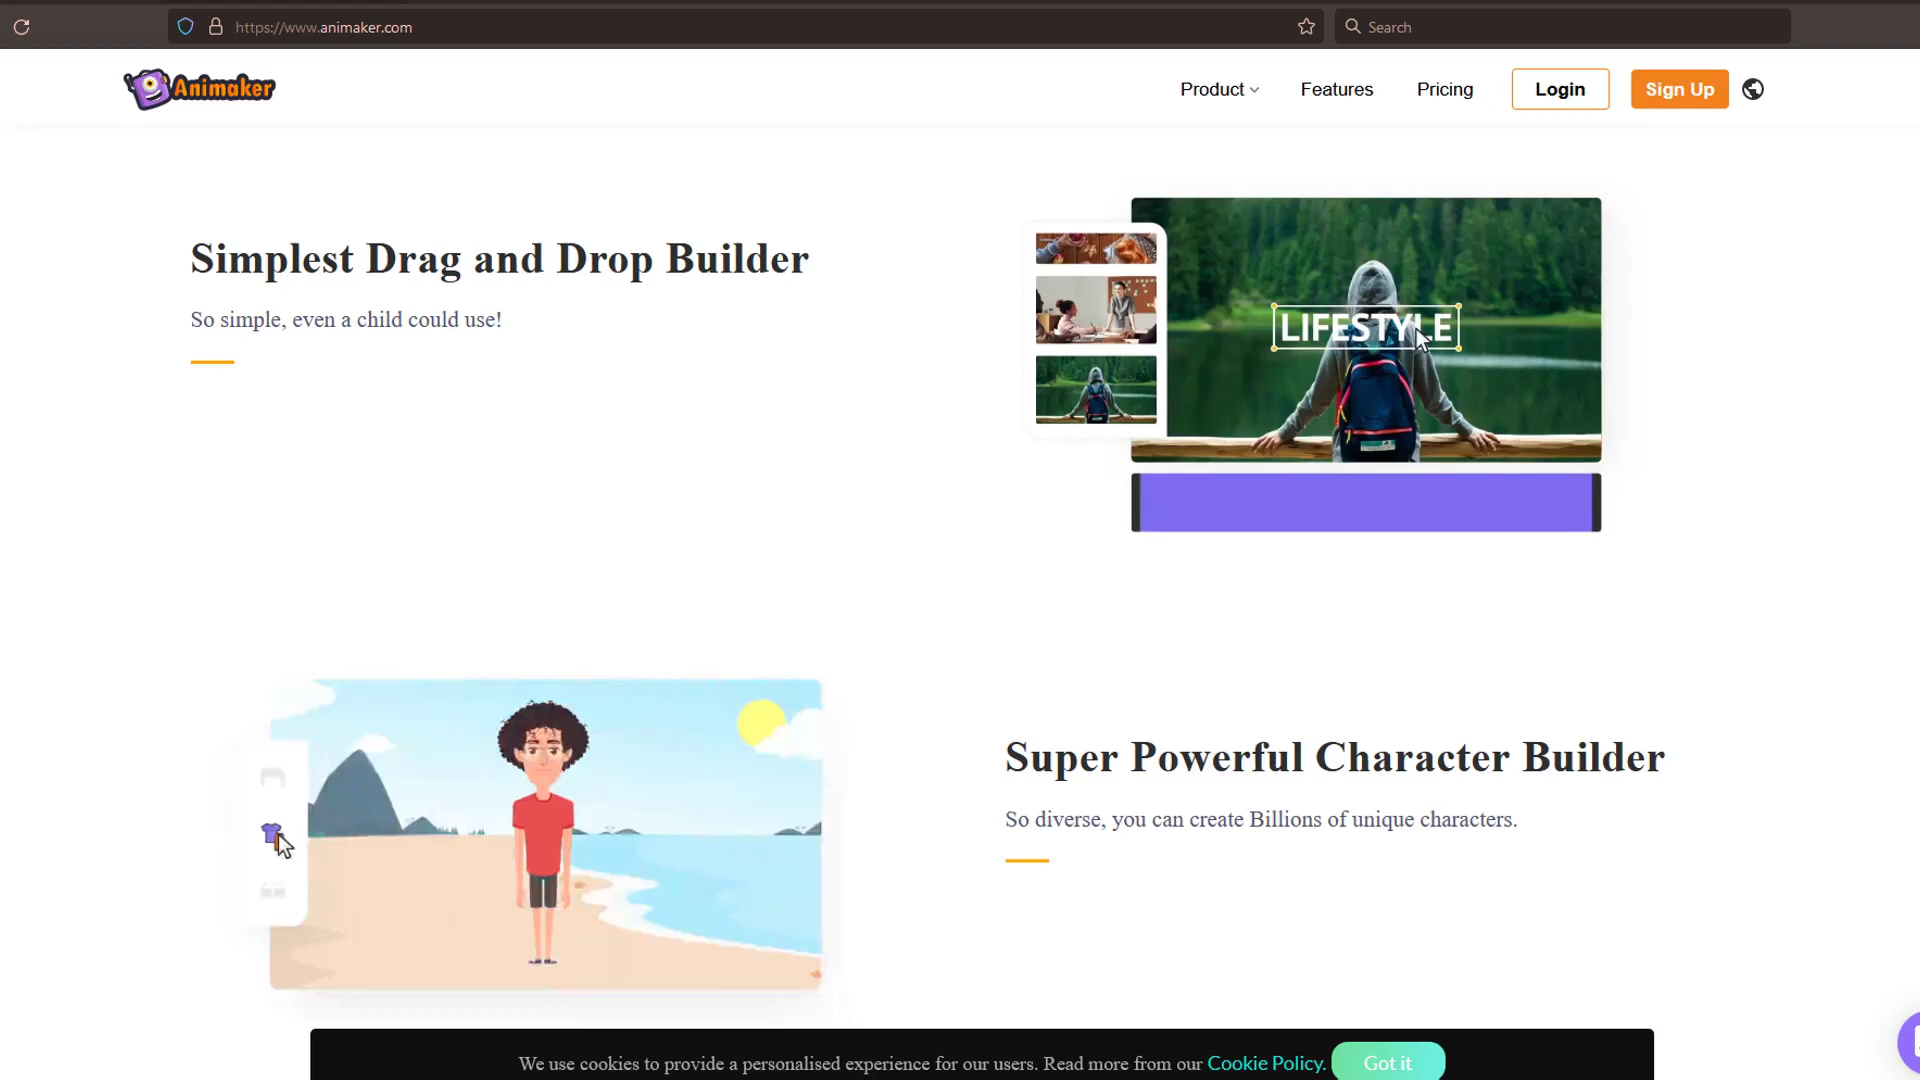 https://www.animaker.com
Search
Animaker
Product
Features
Pricing
Login
Sign Up
Simplest Drag and Drop Builder
So simple, even a child could use!
LIFESTYLE
Super Powerful Character Builder
So diverse, you can create Billions of unique characters.
We use cookies to provide a personalised experience for our users. Read more from our Cookie Policy.
Got it